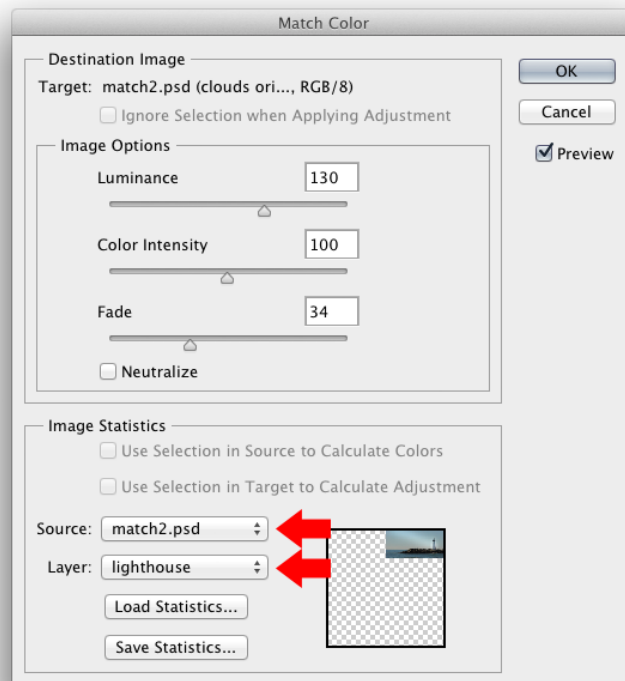 Match Color
Destination Image
Target: match2.psd (clouds ori..., RGB/8)
OK
Ignore Selection when Applying Adjustment
Cancel
Image Options
Preview
Luminance 130
Color Intensity 100
Fade 34
Neutralize
Image Statistics
Use Selection in Source to Calculate Colors
Use Selection in Target to Calculate Adjustment
Source: match2.psd
Layer: lighthouse
Load Statistics...
Save Statistics...